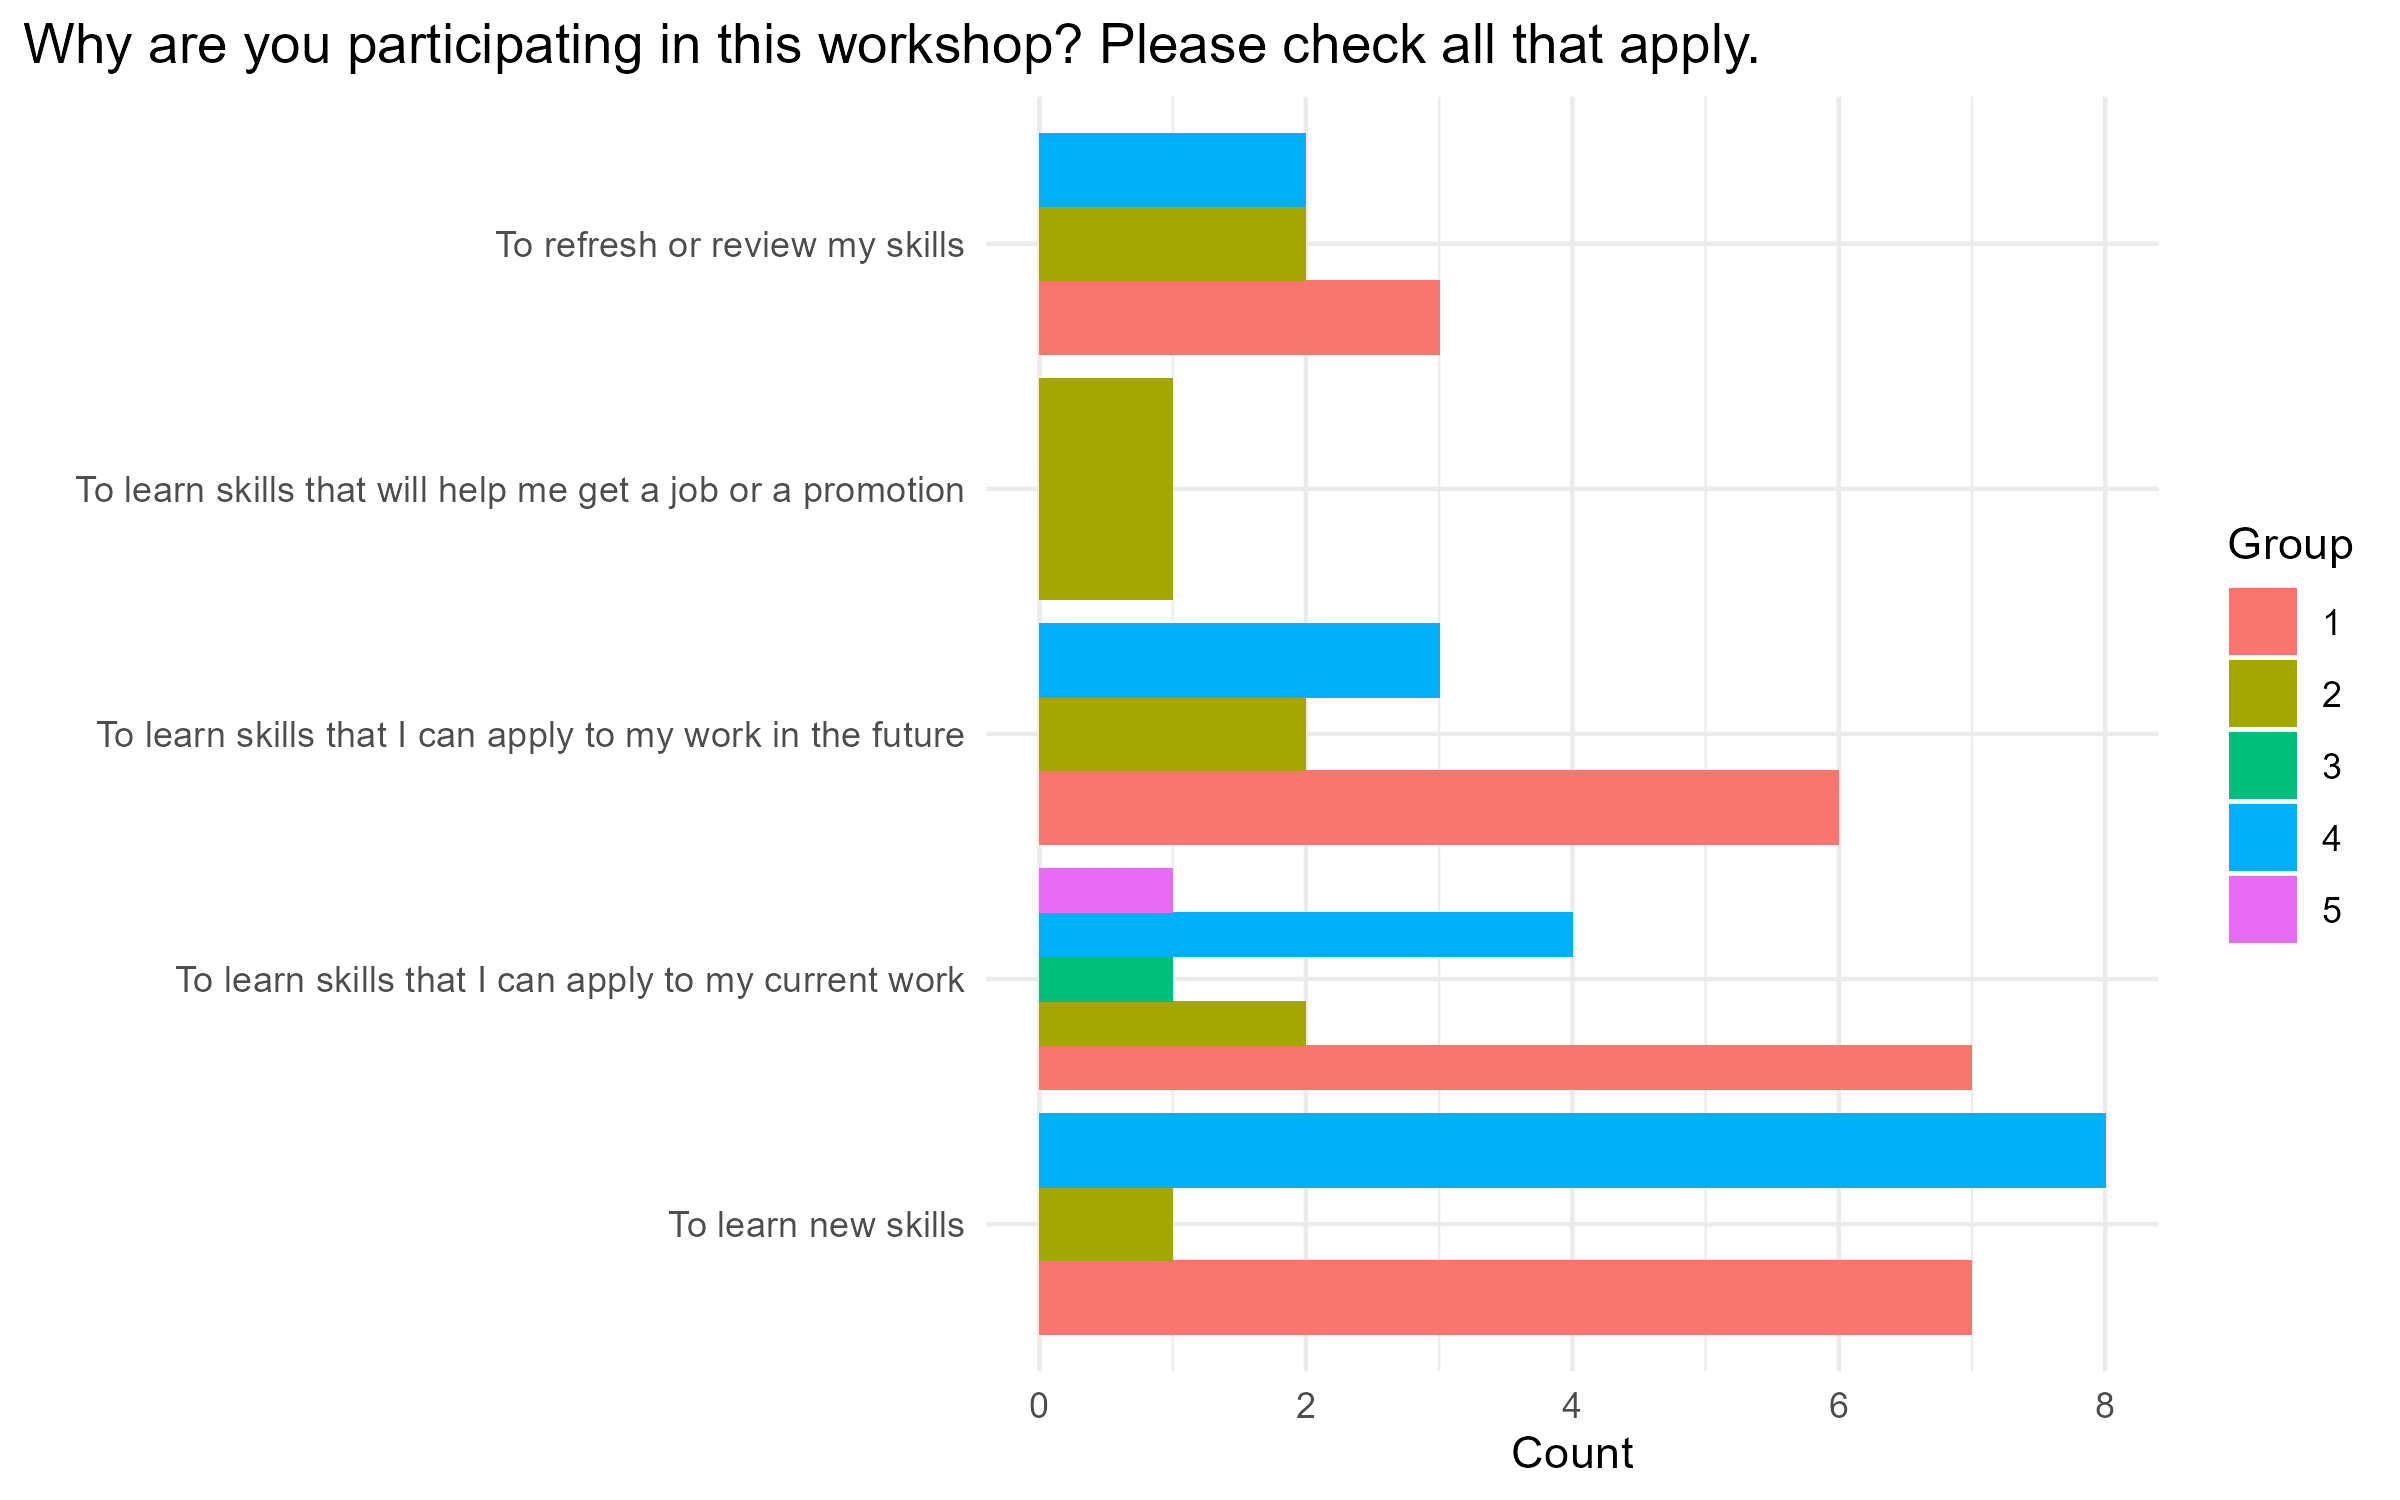 Why are you participating in this workshop? Please check all that apply.
To refresh or review my skills
To learn skills that will help me get a job or a promotion
To learn skills that I can apply to my work in the future
To learn skills that I can apply to my current work
To learn new skills
0 2 4 6 8
Count
Group
1
2
3
4
5